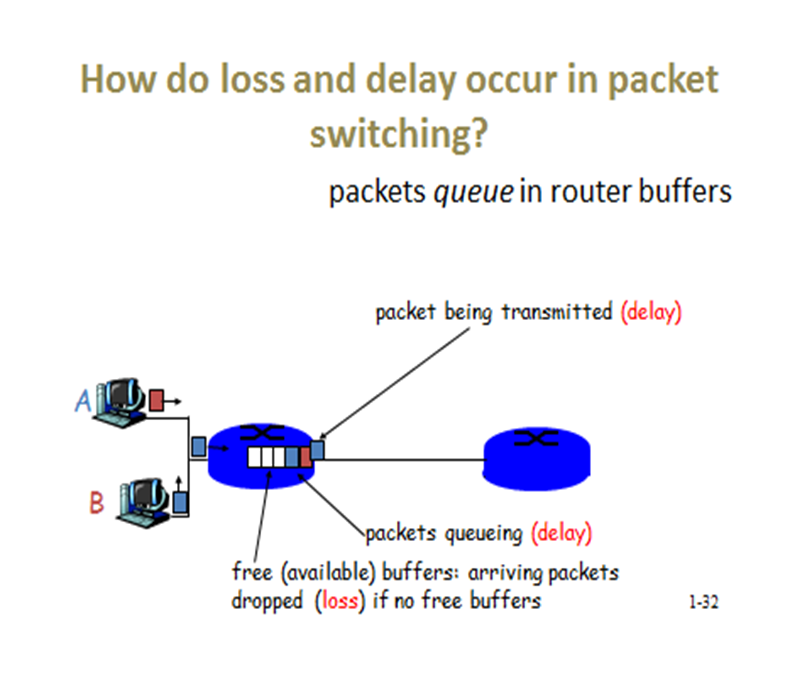 How do loss and delay occur in packet
switching?
packets queue in router buffers
packet being transmitted (delay)
A
B
packets queueing (delay)
free (available) buffers: arriving packets
dropped (loss) if no free buffers
1-32